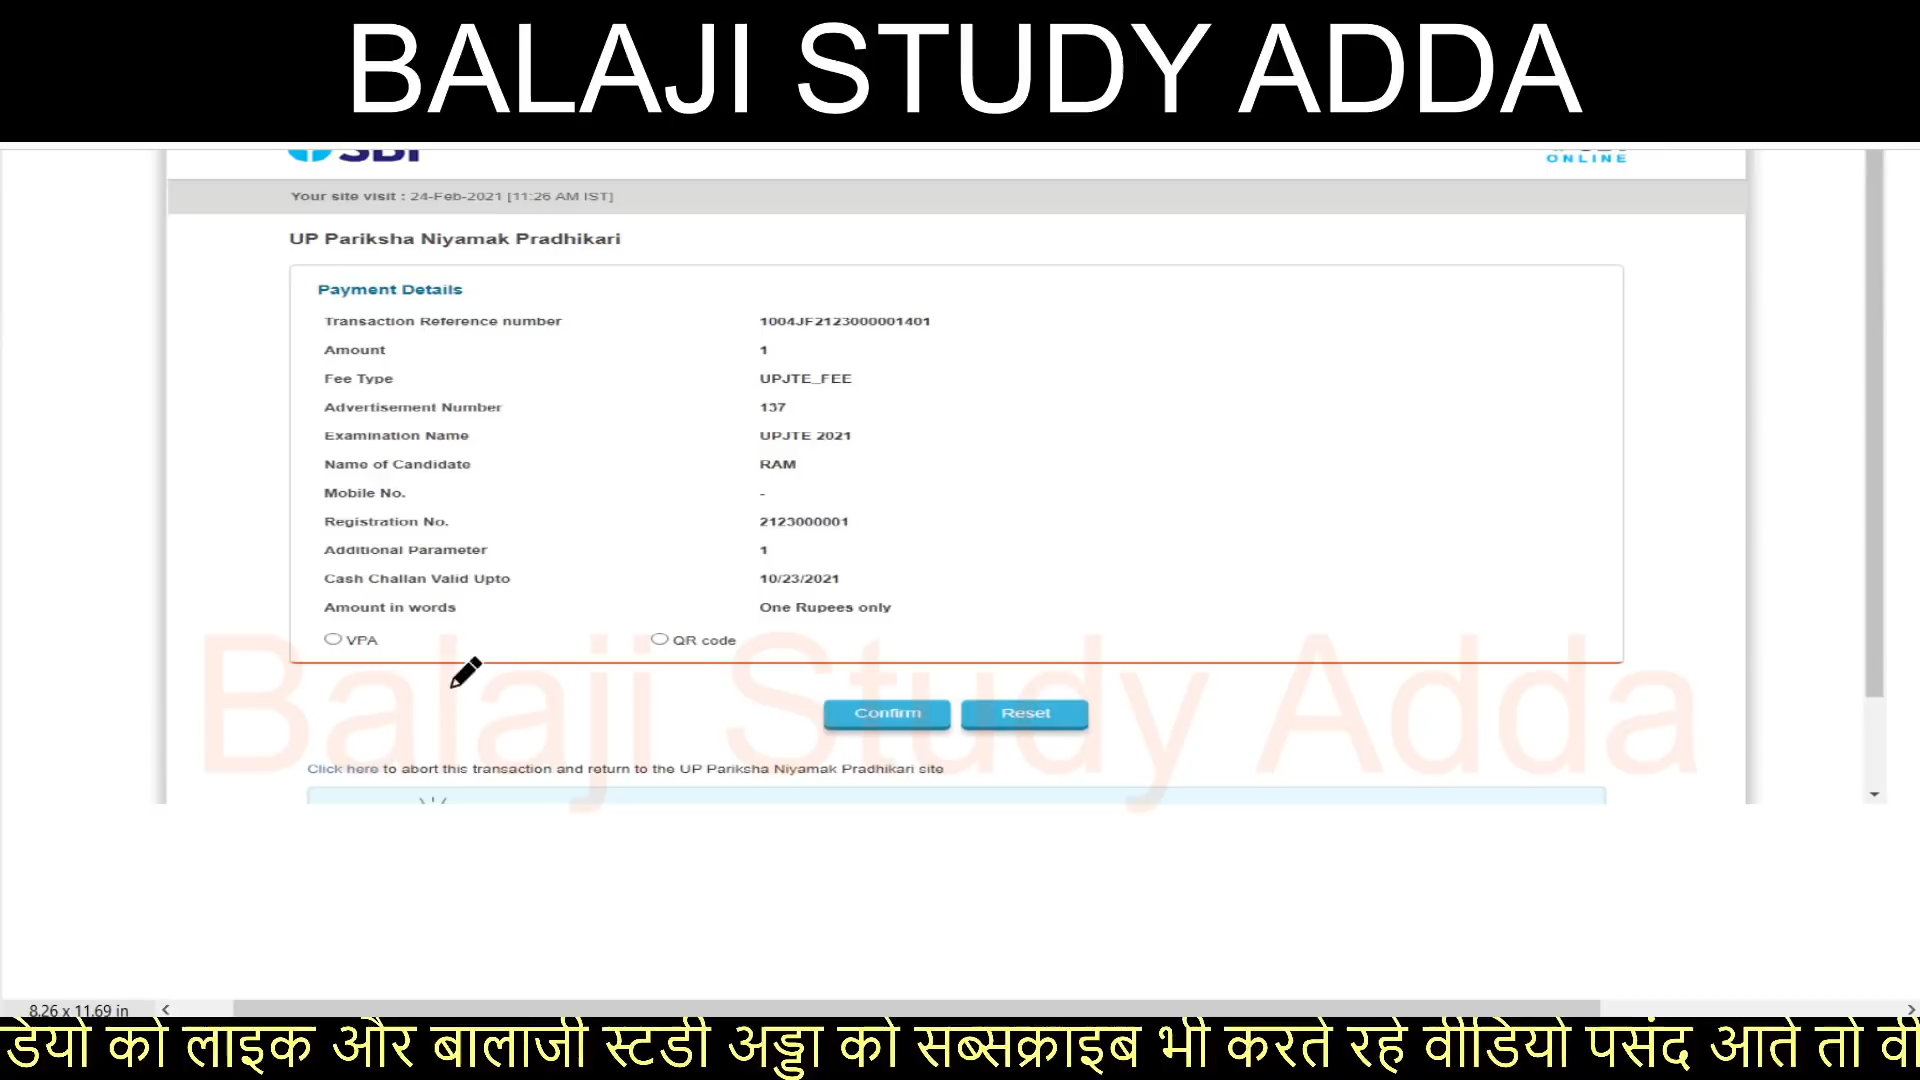 BALAJI STUDY ADDA
SBI
ONLINE
Your site visit : 24-Feb-2021 [11:26 AM IST]
UP Pariksha Niyamak Pradhikari
Payment Details
Transaction Reference number 1004JF2123000001401
Amount 1
Fee Type UPJTE_FEE
Advertisement Number 137
Examination Name UPJTE 2021
Name of Candidate RAM
Mobile No. -
Registration No. 2123000001
Additional Parameter 1
Cash Challan Valid Upto 10/23/2021
Amount in words One Rupees only
VPA QR code
Balaji Study Adda
Confirm Reset
Click here to abort this transaction and return to the UP Pariksha Niyamak Pradhikari site
8.26 x 11.69 in
डियो को लाइक और बालाजी स्टडी अड्डा को सब्सक्राइब भी करते रहे वीडियो पसंद आते तो वी